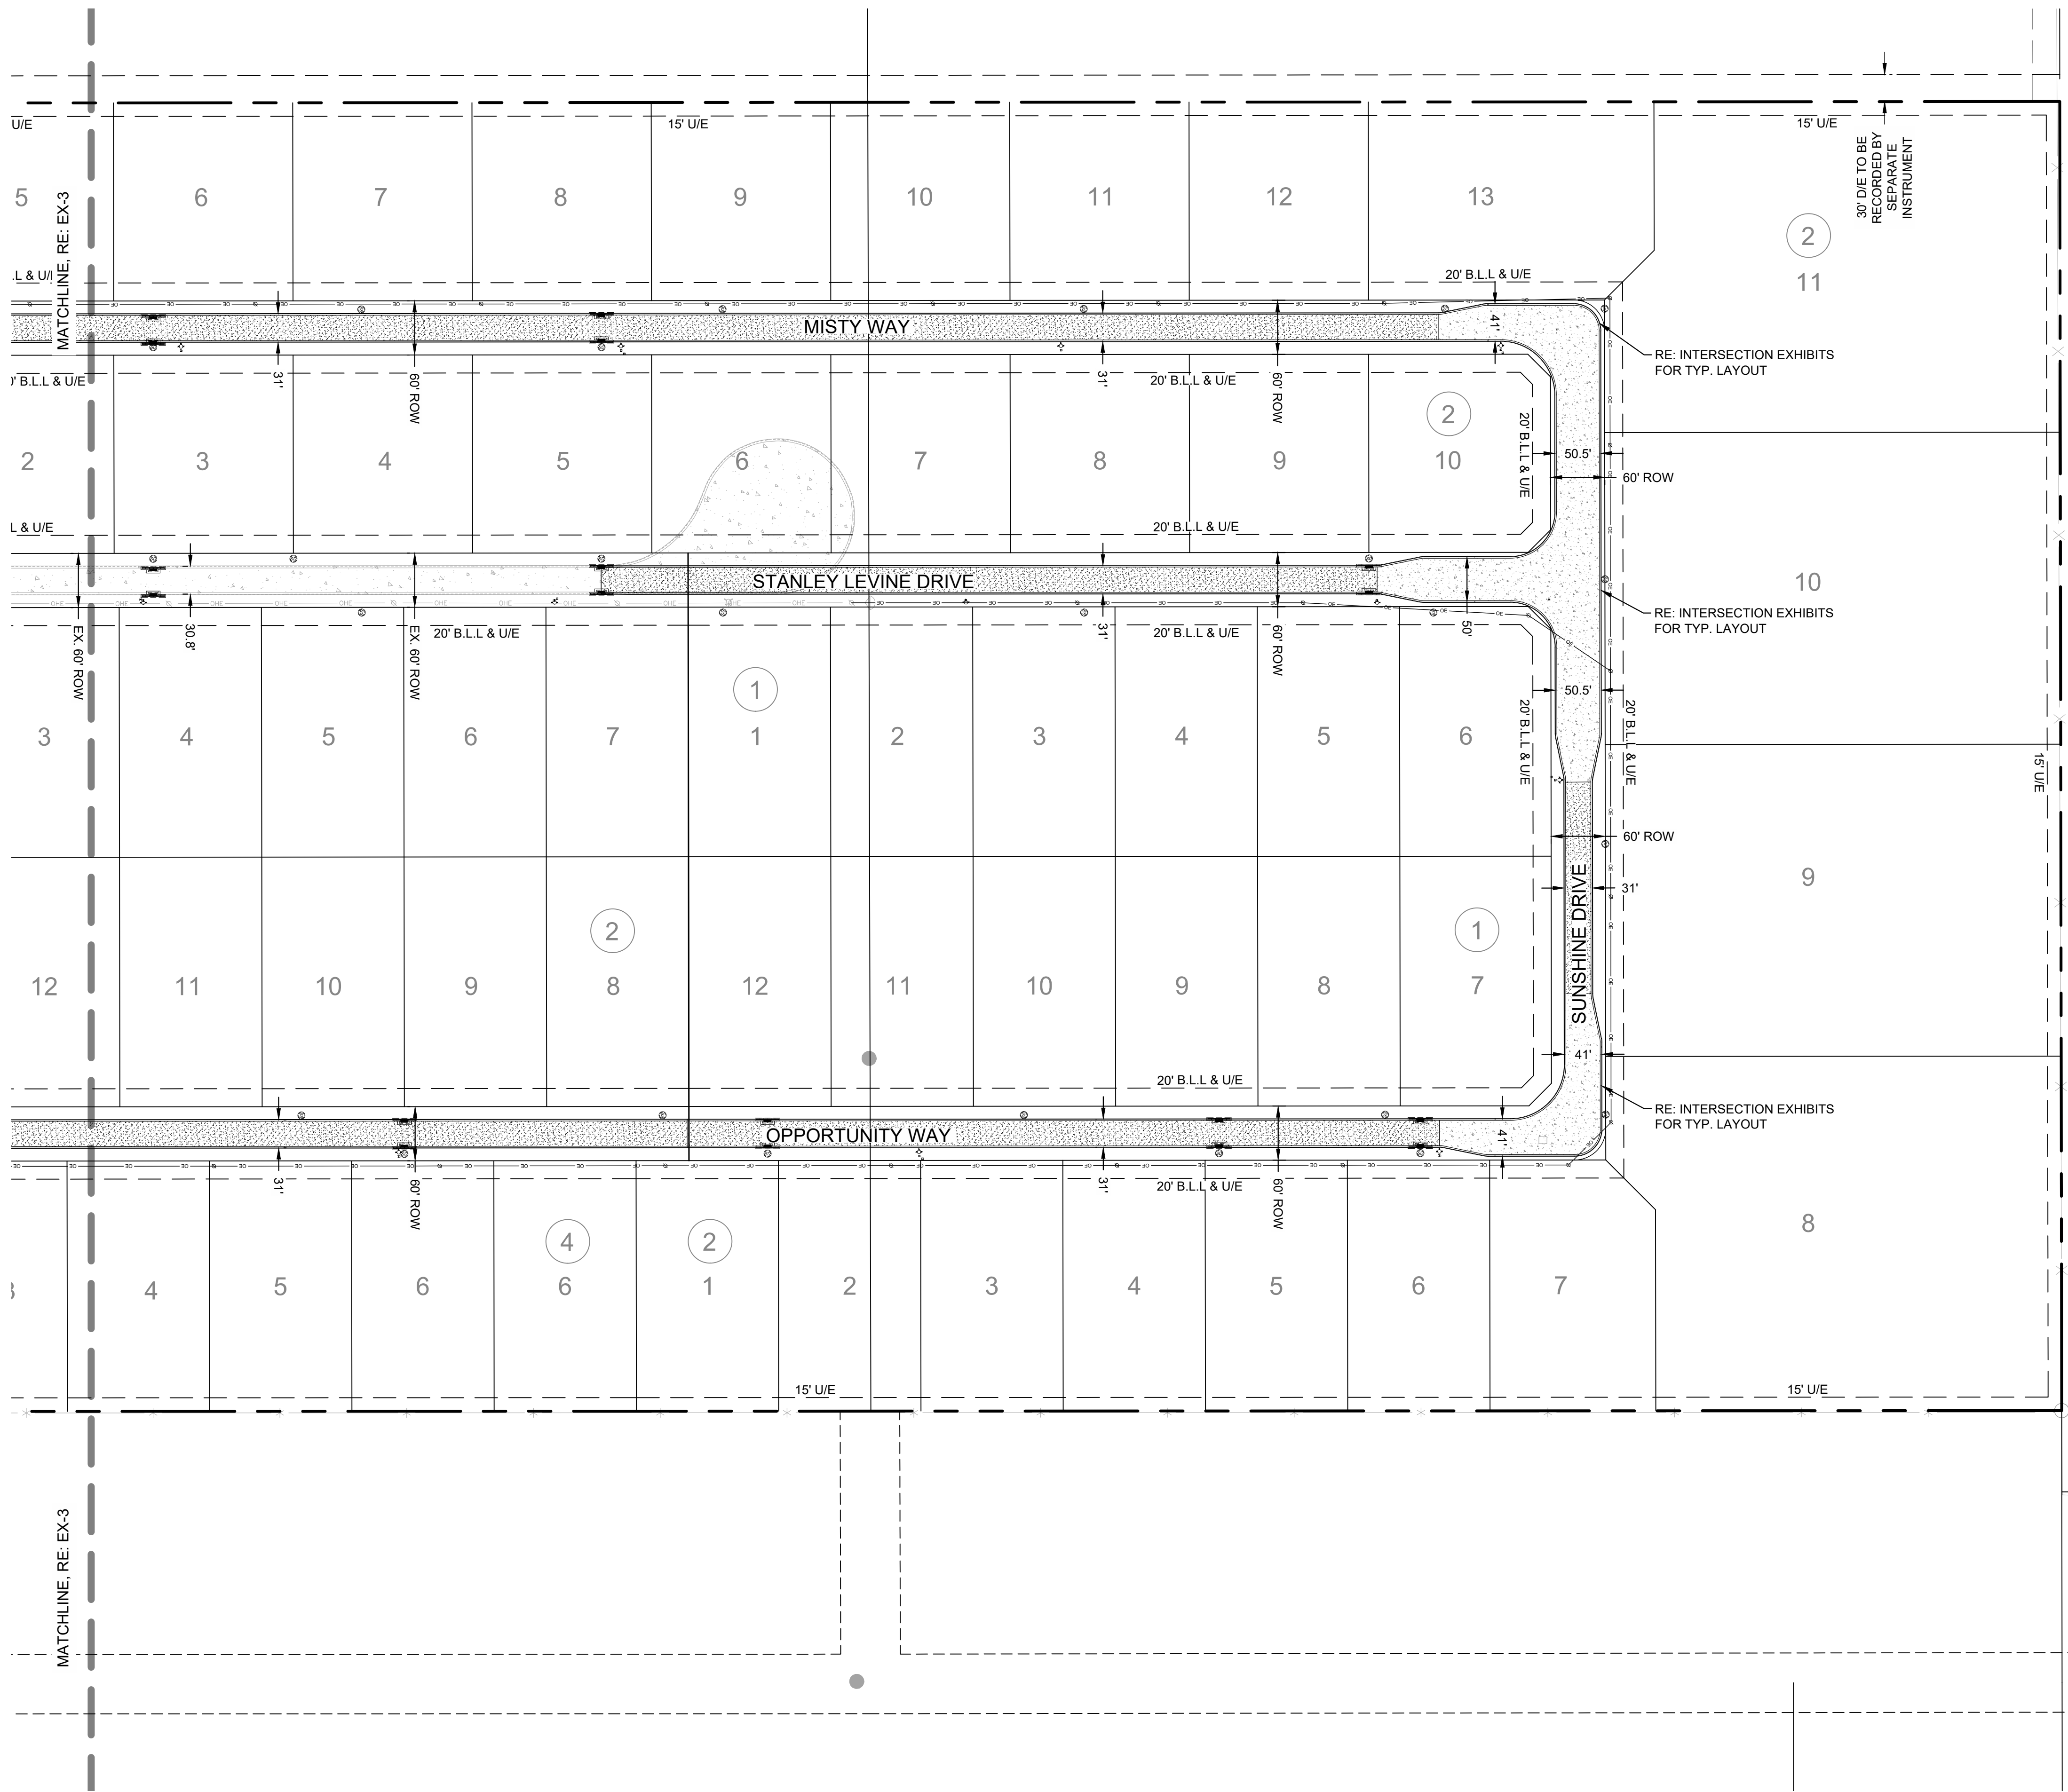 U/E
15' U/E
15' U/E
30' D/E TO BE
RECORDED BY
SEPARATE
INSTRUMENT
MATCHLINE, RE: EX-3
5
6
7
8
9
10
11
12
13
2
11
.L & U/
20' B.L.L & U/E
MISTY WAY
41'
RE: INTERSECTION EXHIBITS
FOR TYP. LAYOUT
' B.L.L & U/E
31'
60' ROW
31'
20' B.L.L & U/E
60' ROW
2
20' B.L.L & U/E
2
3
4
5
6
7
8
9
10
50.5'
60' ROW
L & U/E
20' B.L.L & U/E
STANLEY LEVINE DRIVE
OHE OHE OHE OHE OHE OHE OHE
10
RE: INTERSECTION EXHIBITS
FOR TYP. LAYOUT
EX. 60' ROW
30.8'
EX. 60' ROW
20' B.L.L & U/E
31'
20' B.L.L & U/E
60' ROW
50'
1
50.5'
20' B.L.L & U/E
20' B.L.L & U/E
15' U/E
3
4
5
6
7
1
2
3
4
5
6
60' ROW
31'
SUNSHINE DRIVE
9
2
1
12
11
10
9
8
12
11
10
9
8
7
41'
20' B.L.L & U/E
OPPORTUNITY WAY
41'
RE: INTERSECTION EXHIBITS
FOR TYP. LAYOUT
31'
60' ROW
31'
20' B.L.L & U/E
60' ROW
4
2
8
4
5
6
6
1
2
3
4
5
6
7
15' U/E
15' U/E
MATCHLINE, RE: EX-3